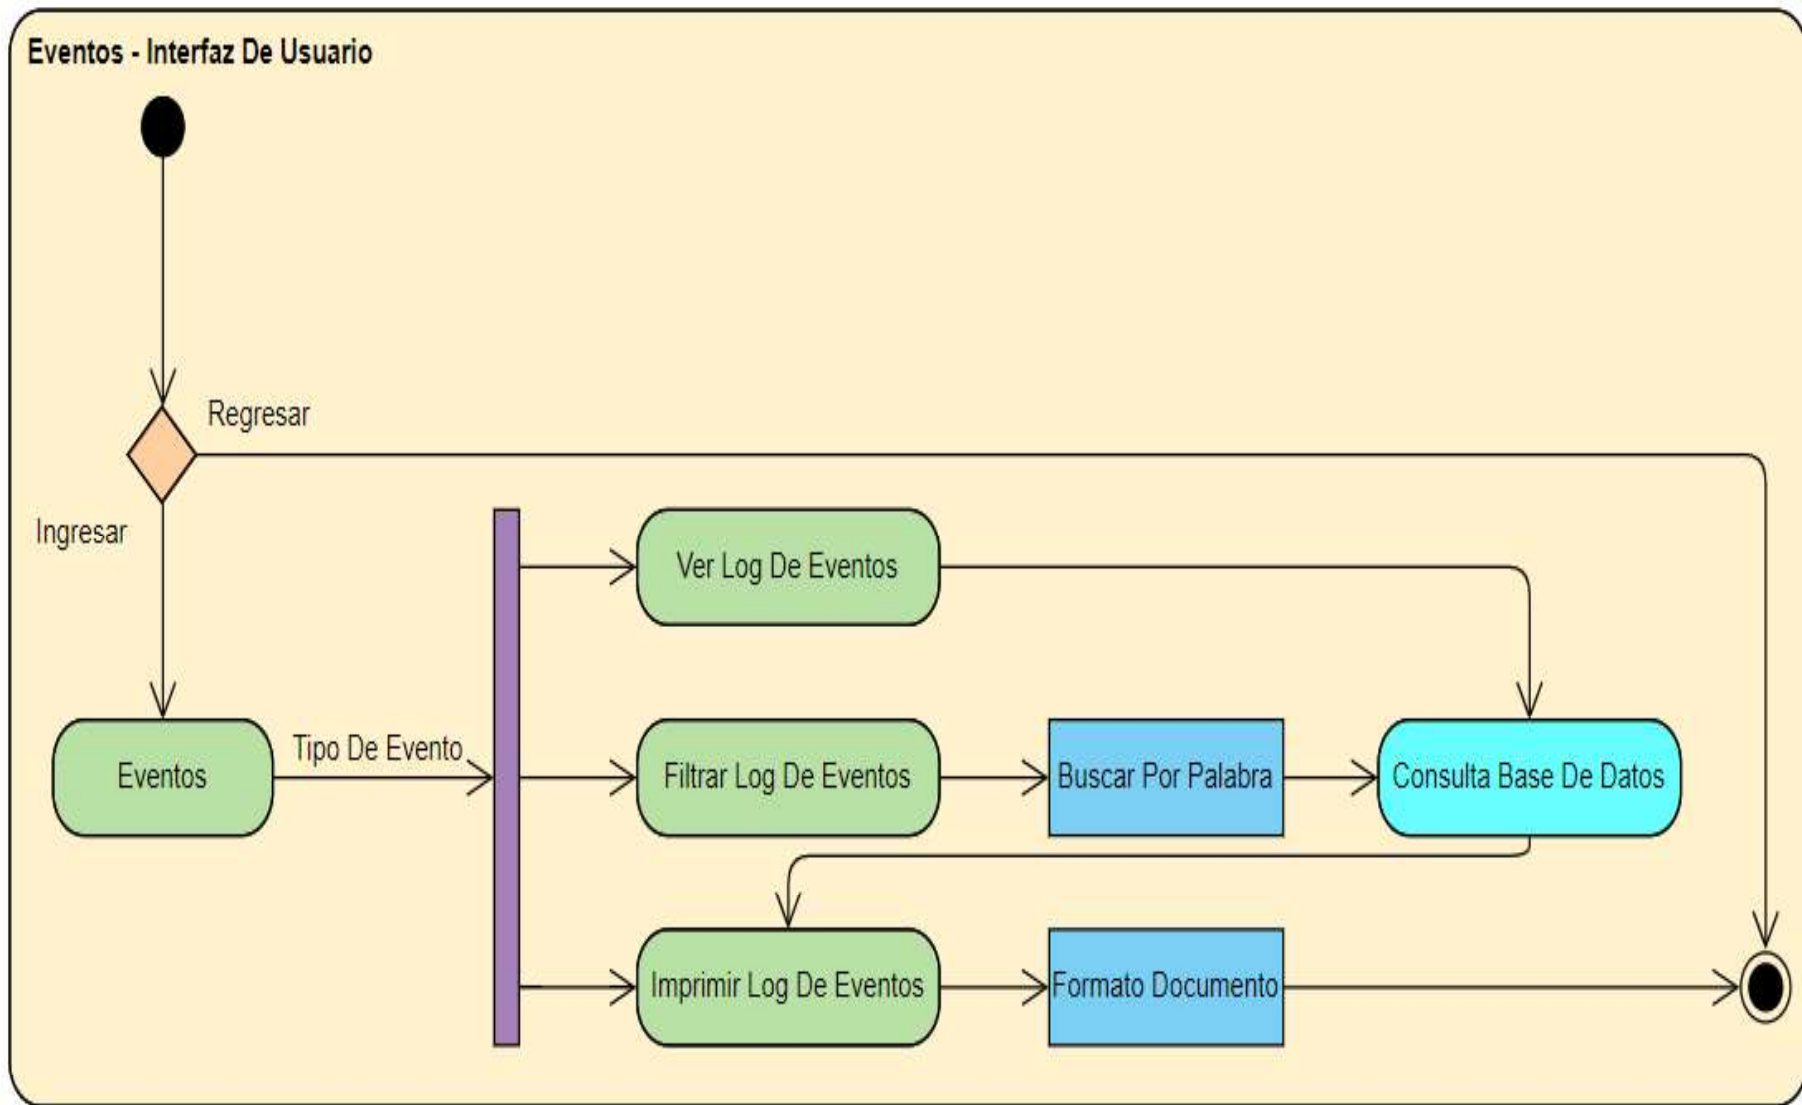 Eventos - Interfaz De Usuario
Regresar
Ingresar
Ver Log De Eventos
Tipo De Evento
Eventos
Filtrar Log De Eventos
Buscar Por Palabra
Consulta Base De Datos
Imprimir Log De Eventos
Formato Documento